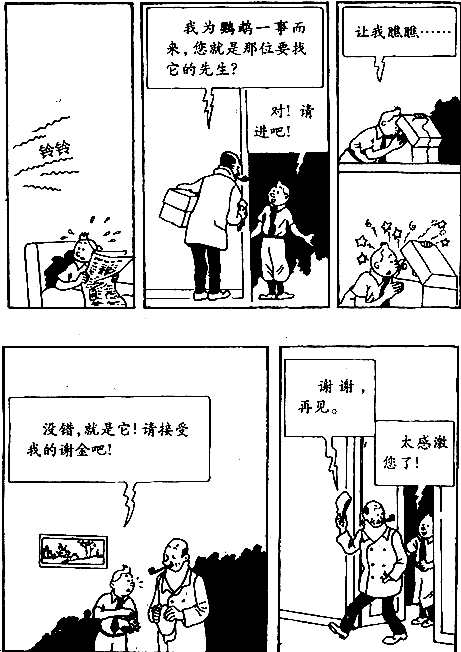 铃铃
我为鹦鹉一事而
来，您就是那位要找
它的先生？
对！请
进吧！
让我瞧瞧……
没错，就是它！请接受
我的谢金吧！
谢谢，
再见。
太感激
您了！